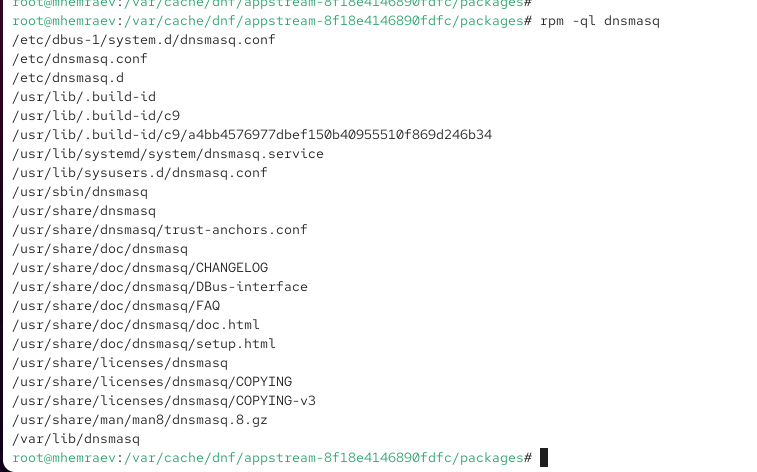 root@mhemraev:/var/cache/dnf/appstream-8f18e4146890fdfc/packages#
root@mhemraev:/var/cache/dnf/appstream-8f18e4146890fdfc/packages# rpm -ql dnsmasq
/etc/dbus-1/system.d/dnsmasq.conf
/etc/dnsmasq.conf
/etc/dnsmasq.d
/usr/lib/.build-id
/usr/lib/.build-id/c9
/usr/lib/.build-id/c9/a4bb4576977dbef150b40955510f869d246b34
/usr/lib/systemd/system/dnsmasq.service
/usr/lib/sysusers.d/dnsmasq.conf
/usr/sbin/dnsmasq
/usr/share/dnsmasq
/usr/share/dnsmasq/trust-anchors.conf
/usr/share/doc/dnsmasq
/usr/share/doc/dnsmasq/CHANGELOG
/usr/share/doc/dnsmasq/DBus-interface
/usr/share/doc/dnsmasq/FAQ
/usr/share/doc/dnsmasq/doc.html
/usr/share/doc/dnsmasq/setup.html
/usr/share/licenses/dnsmasq
/usr/share/licenses/dnsmasq/COPYING
/usr/share/licenses/dnsmasq/COPYING-v3
/usr/share/man/man8/dnsmasq.8.gz
/var/lib/dnsmasq
root@mhemraev:/var/cache/dnf/appstream-8f18e4146890fdfc/packages#